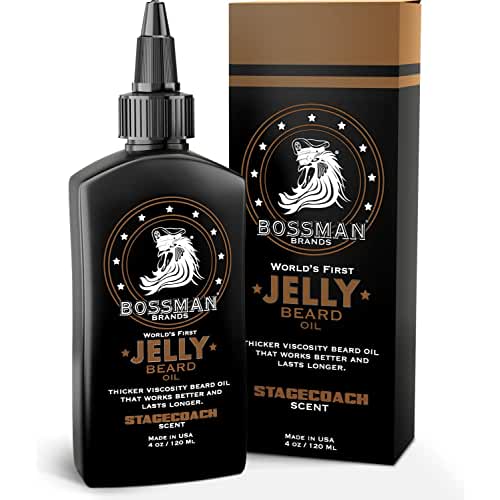 BOSSMAN
BRANDS
WORLD'S FIRST
JELLY
BEARD
OIL
THICKER VISCOSITY BEARD OIL
THAT WORKS BETTER AND
LASTS LONGER.
STAGECOACH
SCENT
MADE IN USA
4 OZ / 120 ML
BOSSMAN
BRANDS
WORLD'S FIRST
JELLY
BEARD
OIL
THICKER VISCOSITY BEARD OIL
THAT WORKS BETTER AND
LASTS LONGER.
STAGECOACH
SCENT
MADE IN USA
4 OZ / 120 ML